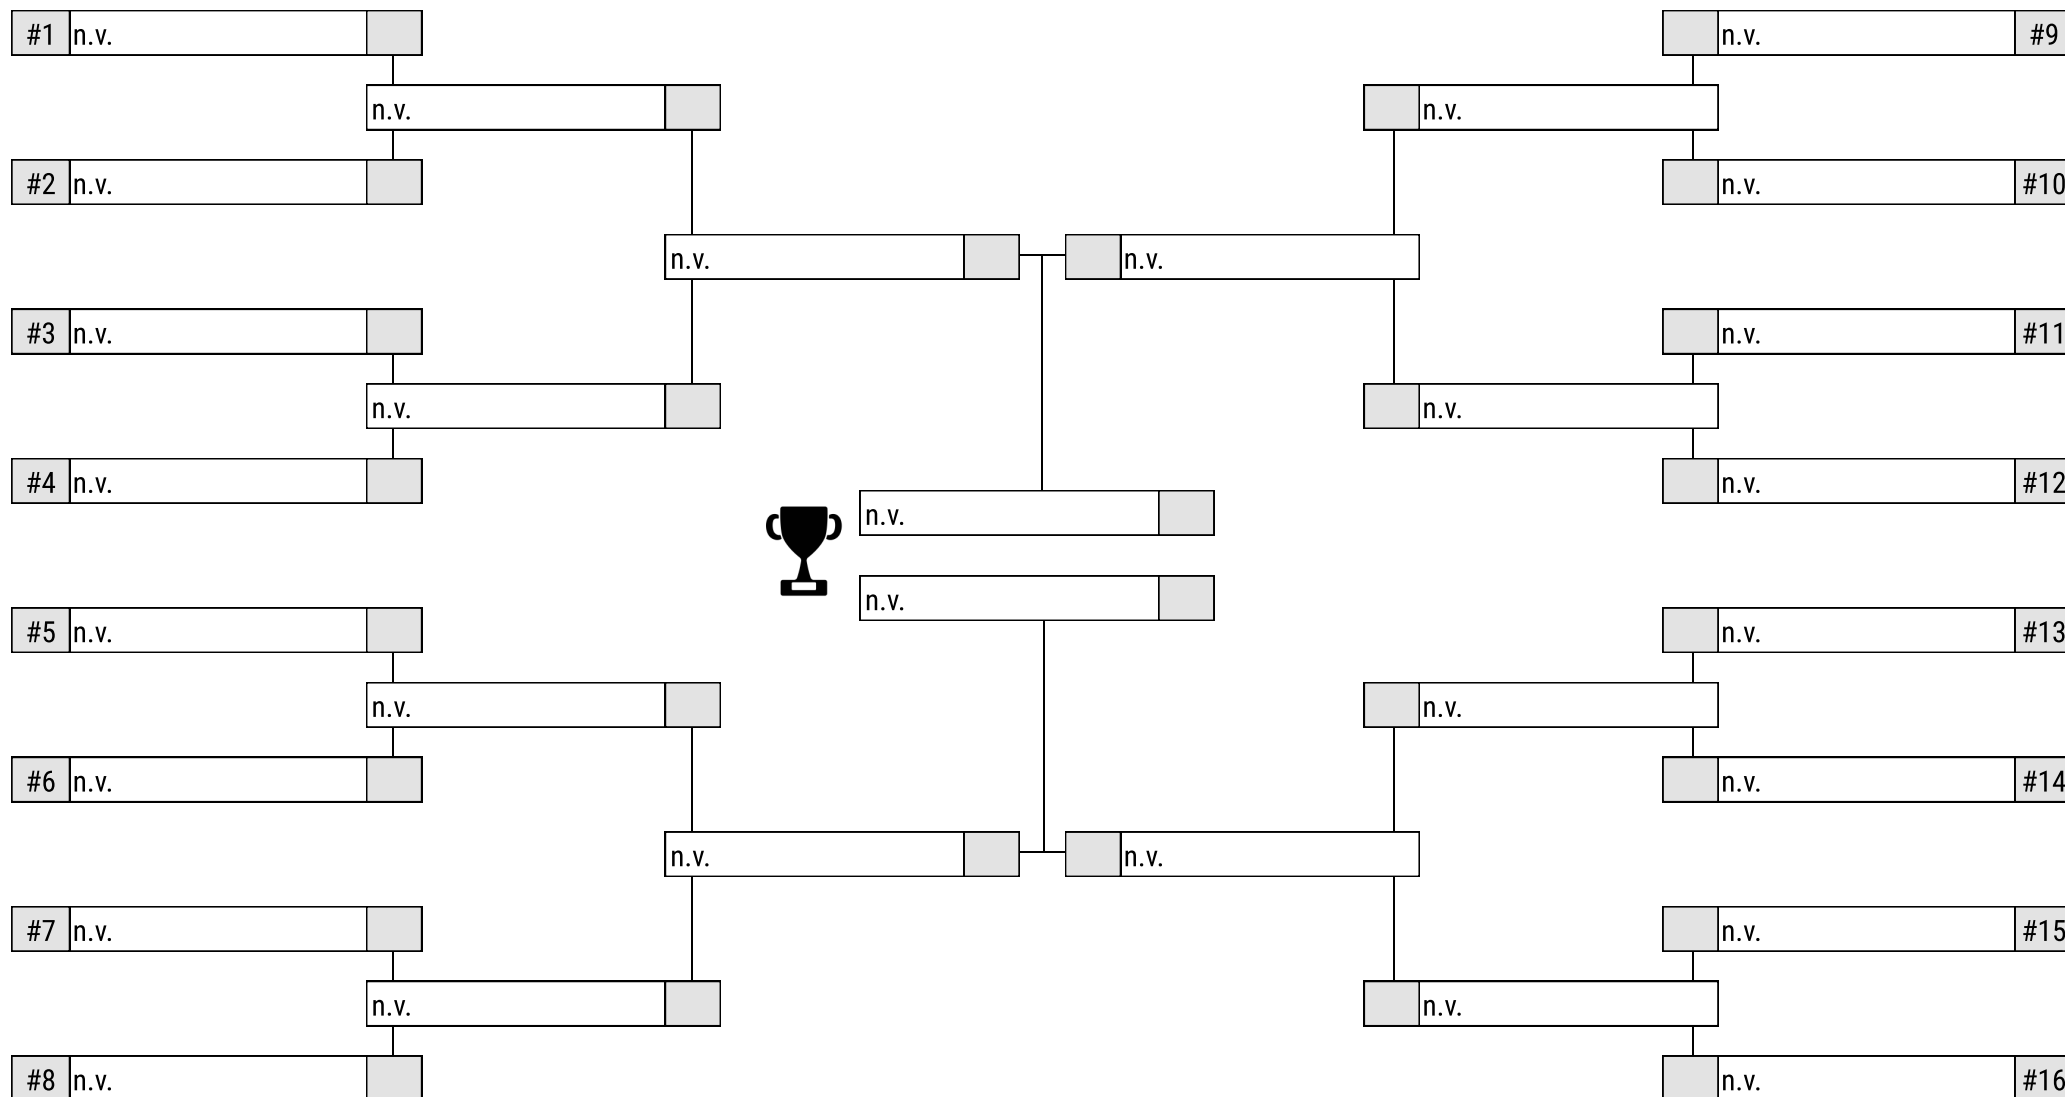 #1 n.v.
n.v. #9
n.v.
n.v.
#2 n.v.
n.v. #10
n.v.
n.v.
#3 n.v.
n.v. #11
n.v.
n.v.
#4 n.v.
n.v. #12
n.v.
n.v.
#5 n.v.
n.v. #13
n.v.
n.v.
#6 n.v.
n.v. #14
n.v.
n.v.
#7 n.v.
n.v. #15
n.v.
n.v.
#8 n.v.
n.v. #16